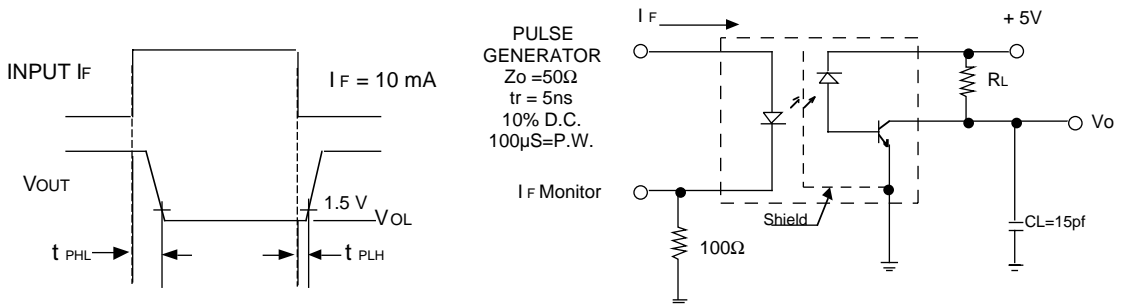 INPUT IF
I F = 10 mA
VOUT
1.5 V
VOL
t PHL
t PLH
I F
PULSE
GENERATOR
Zo =50Ω
tr = 5ns
10% D.C.
100µS=P.W.
I F Monitor
100Ω
Shield
+ 5V
RL
Vo
CL=15pf